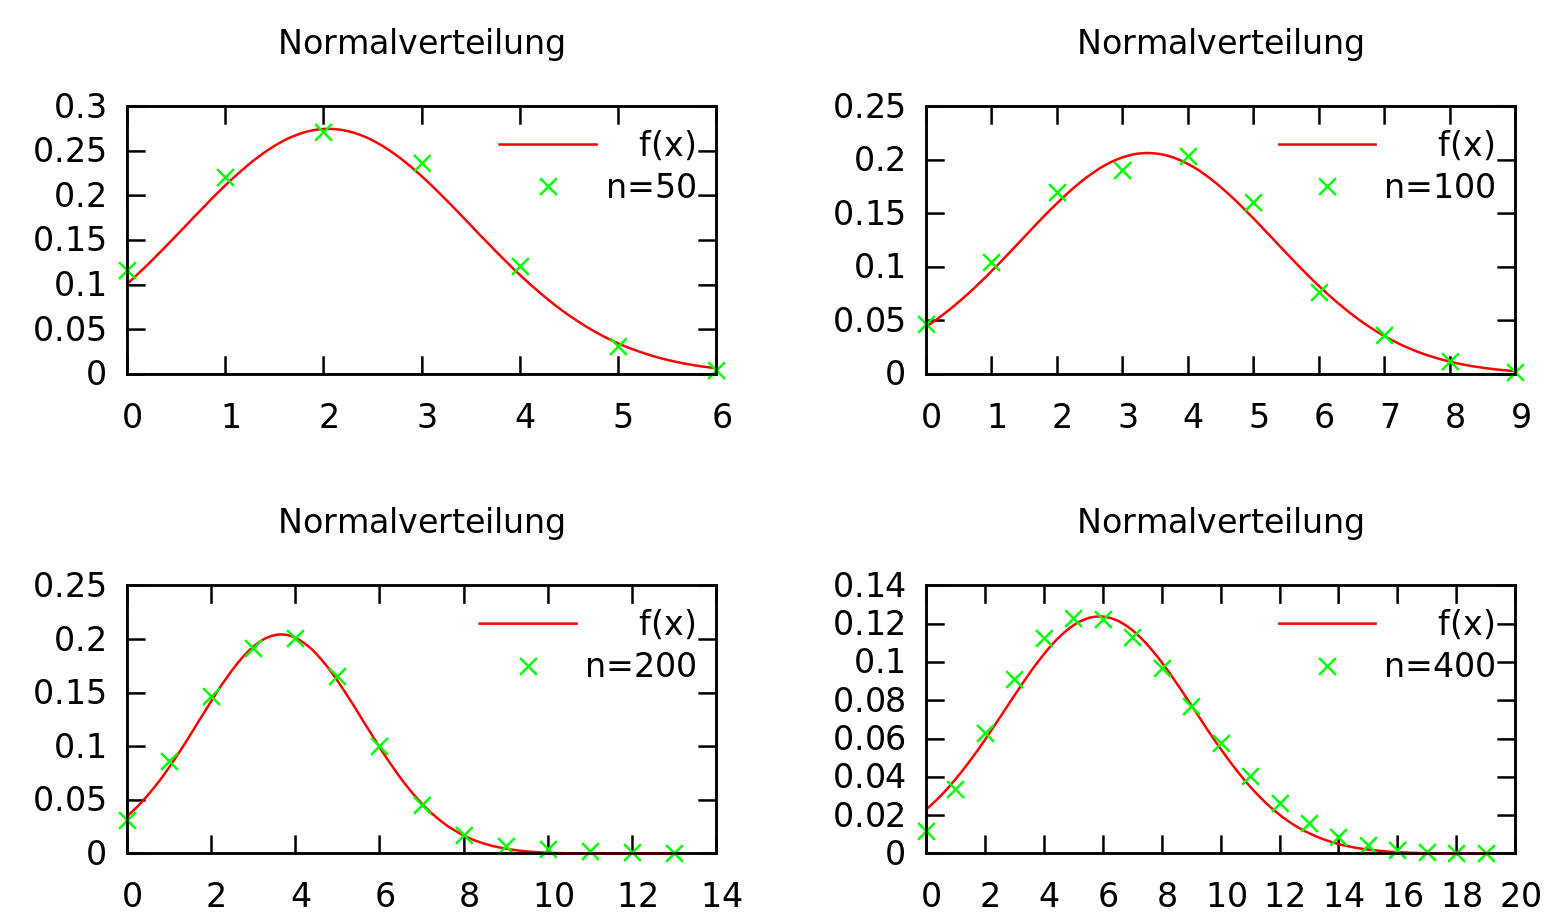 Normalverteilung
0.3
0.25
0.2
0.15
0.1
0.05
0
0 1 2 3 4 5 6
f(x)
n=50
Normalverteilung
0.25
0.2
0.15
0.1
0.05
0
0 1 2 3 4 5 6 7 8 9
f(x)
n=100
Normalverteilung
0.25
0.2
0.15
0.1
0.05
0
0 2 4 6 8 10 12 14
f(x)
n=200
Normalverteilung
0.14
0.12
0.1
0.08
0.06
0.04
0.02
0
0 2 4 6 8 10 12 14 16 18 20
f(x)
n=400